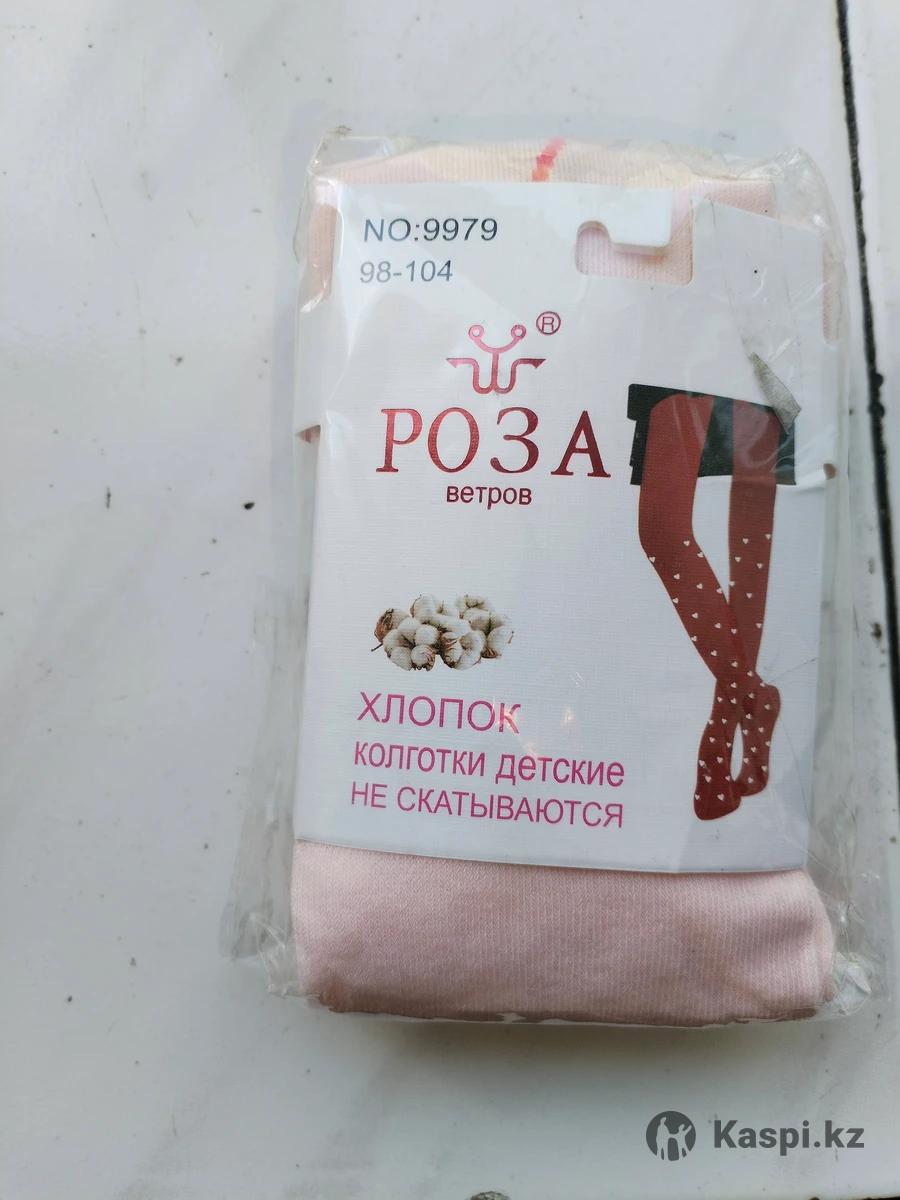 NO:9979
98-104
®
РОЗА
ветров
ХЛОПОК
колготки детские
НЕ СКАТЫВАЮТСЯ
Kaspi.kz